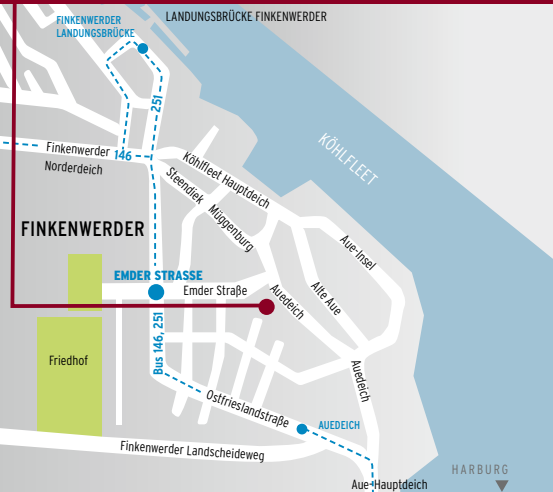 LANDUNGSBRÜCKE FINKENWERDER
FINKENWERDER
LANDUNGSBRÜCKE
251
KÖHLFLEET
Finkenwerder
146
Norderdeich
Köhlfleet Hauptdeich
Steendiek
Müggenburg
FINKENWERDER
Aue-Insel
EMDER STRASSE
Emder Straße
Auedeich
Alte Aue
Bus 146, 251
Friedhof
Auedeich
Ostfrieslandstraße
AUEDEICH
Finkenwerder Landscheideweg
HARBURG
Aue-Hauptdeich